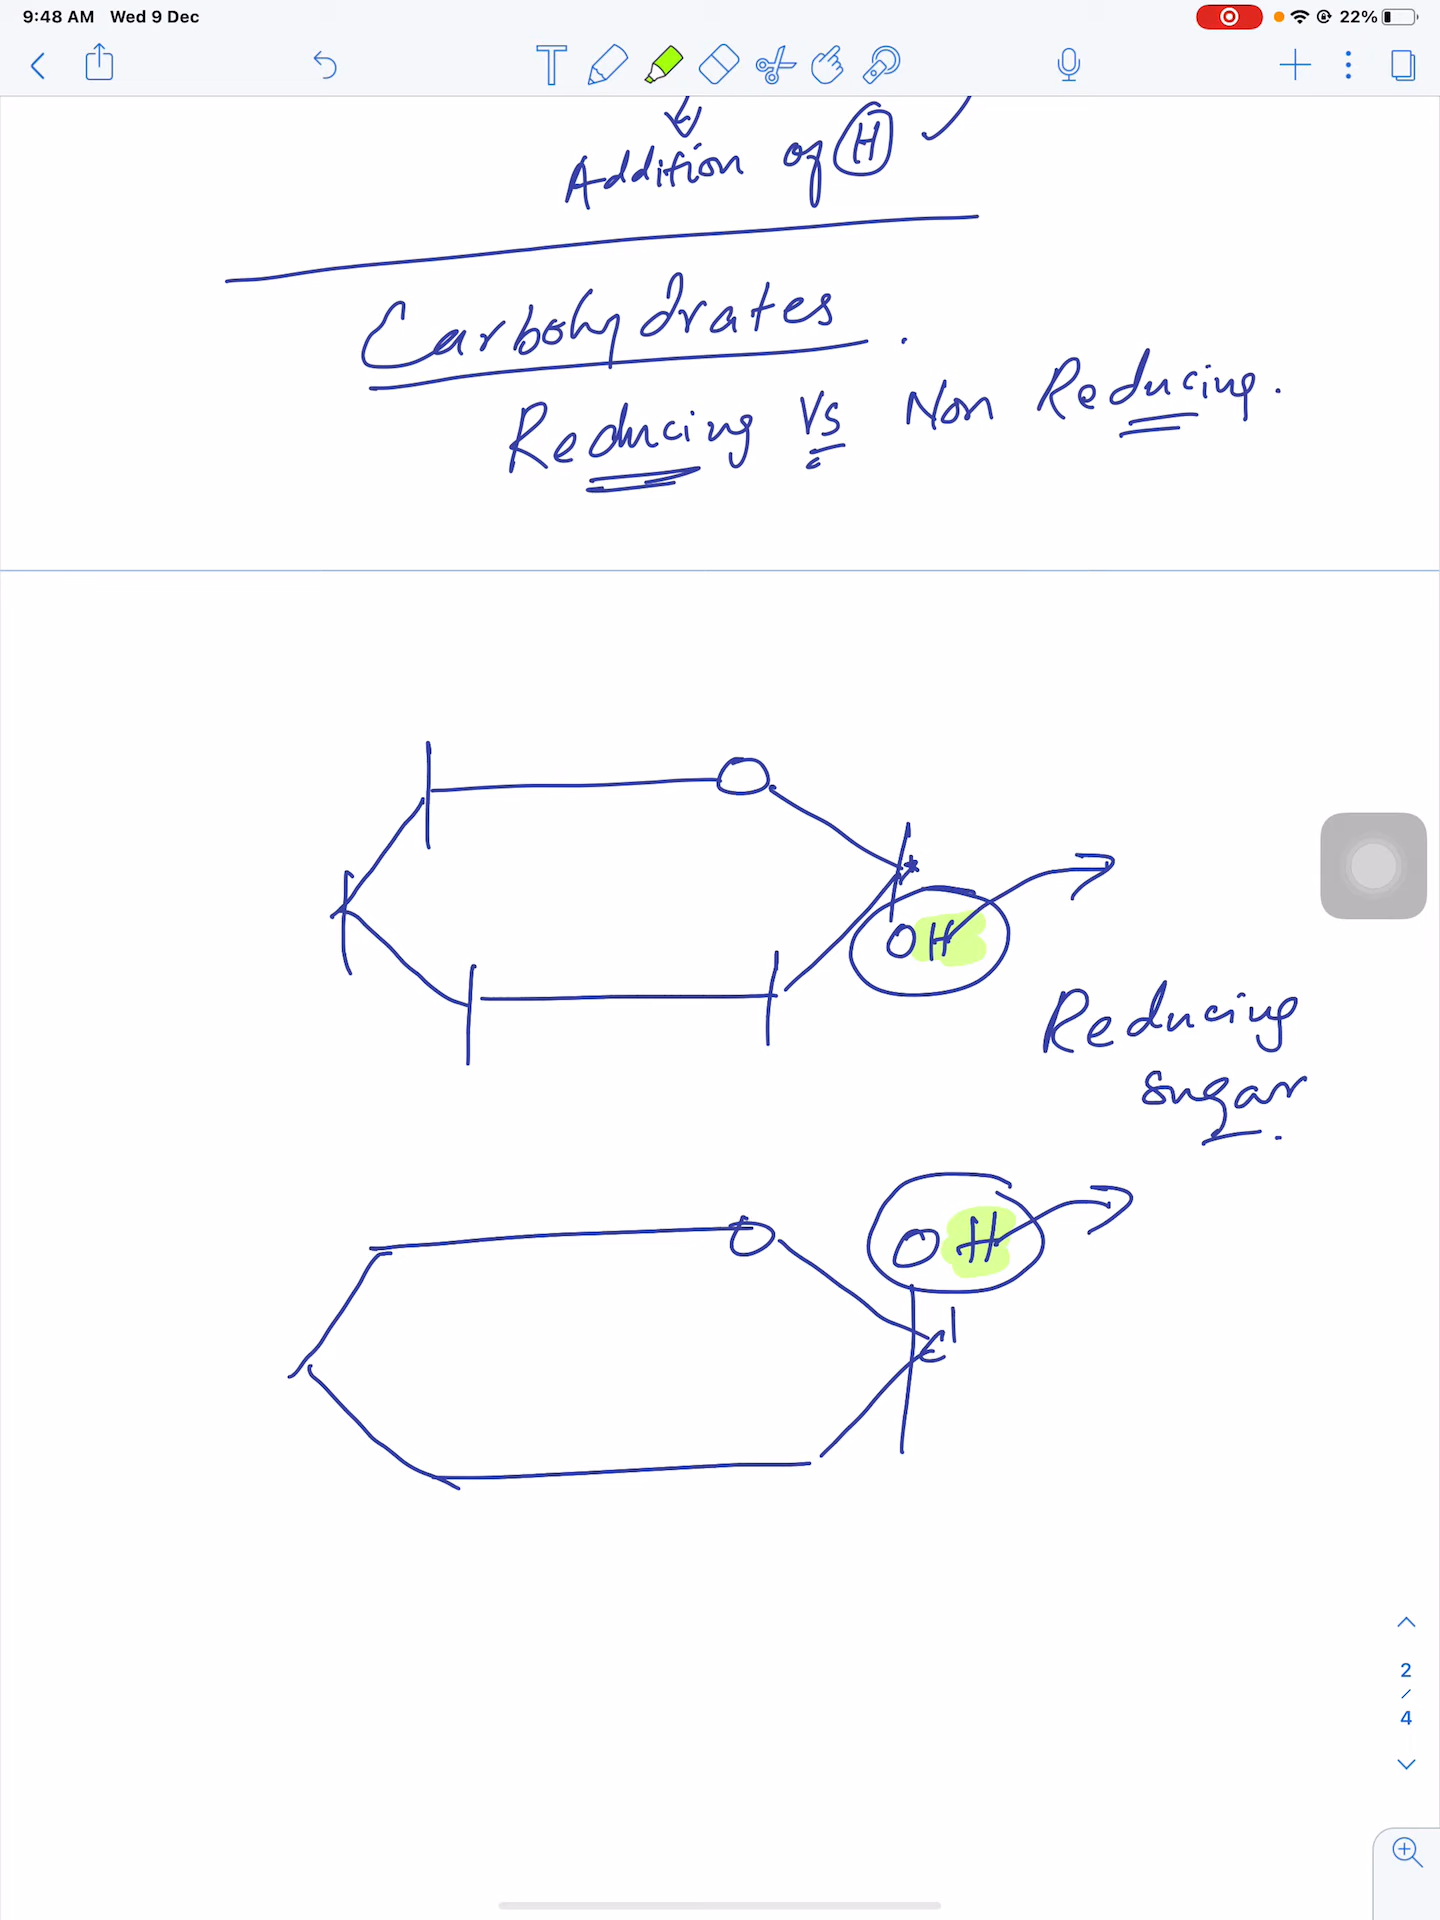 9:48 AM Wed 9 Dec
22%
Addition of H
Carbohydrates.
Reducing Vs Non Reducing.
O
OH
Reducing
sugar.
OH
O
C1
2
/
4